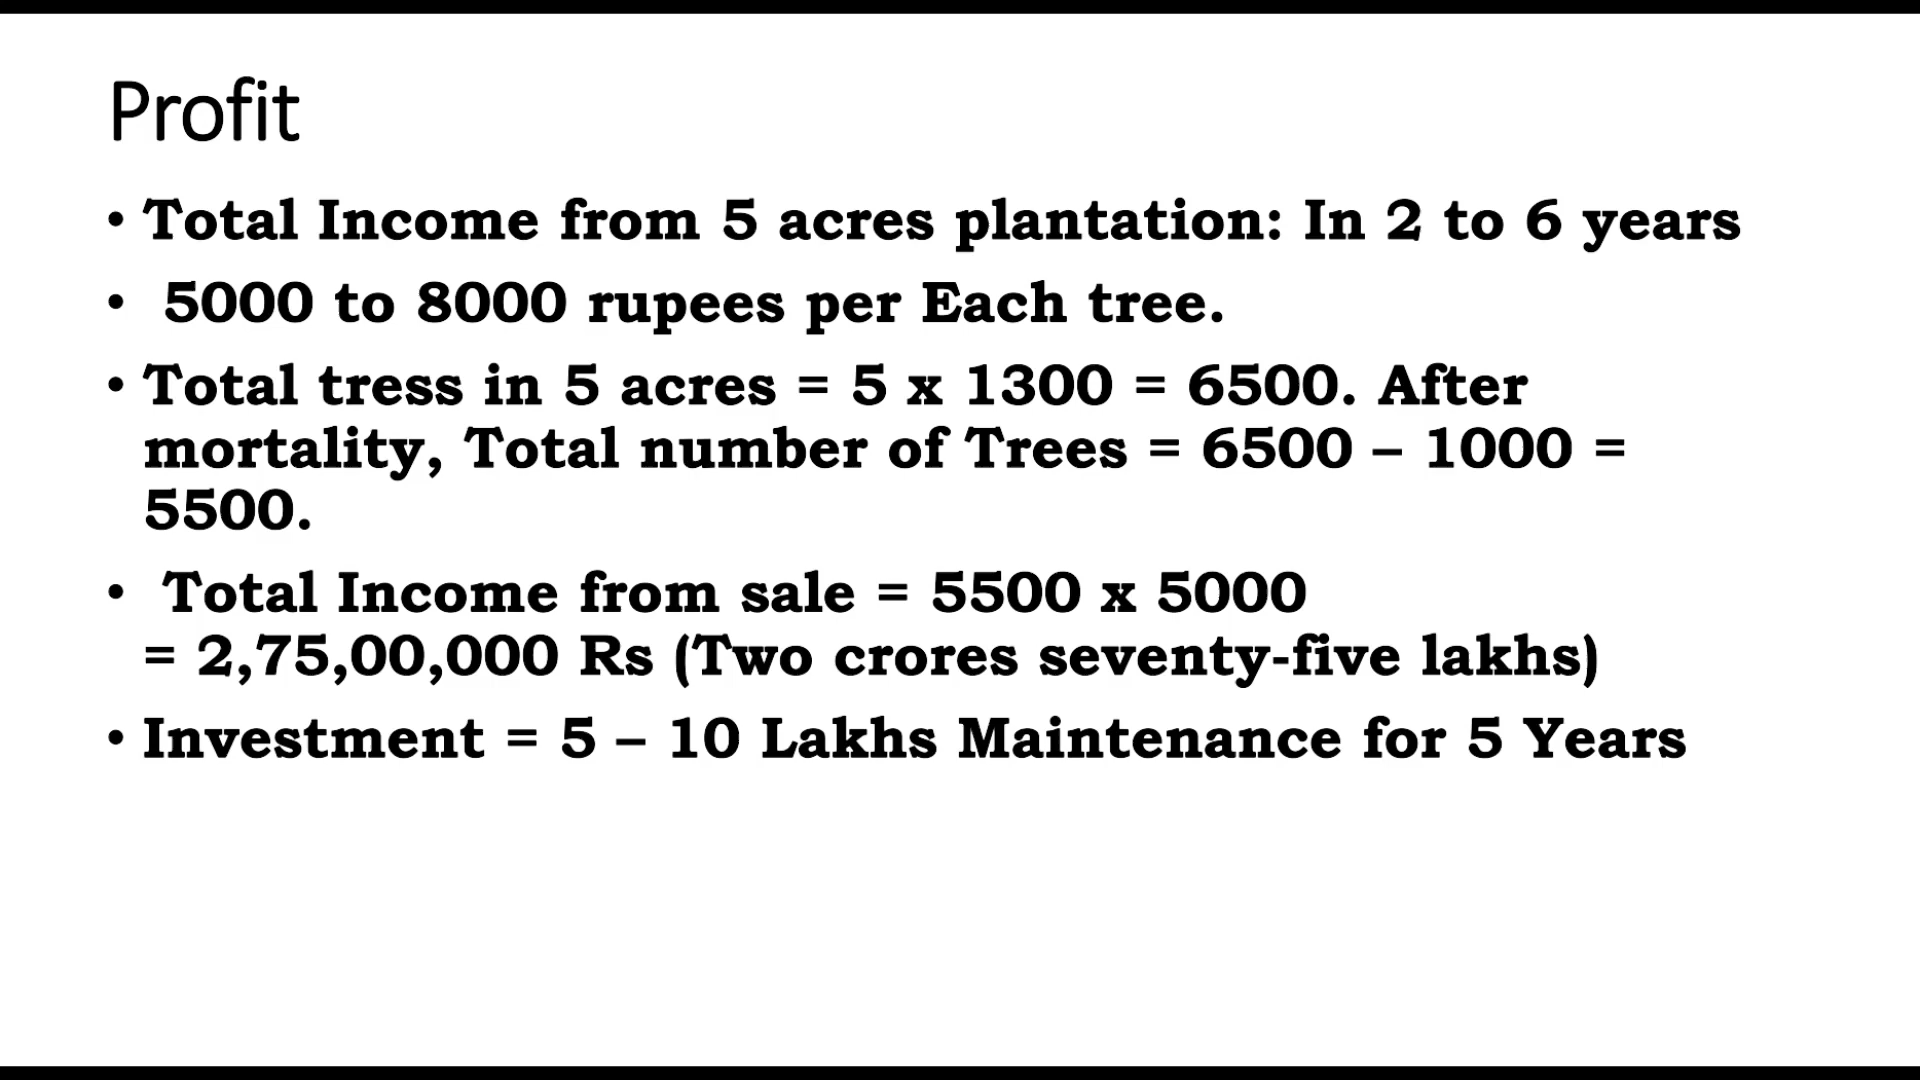 Profit
• Total Income from 5 acres plantation: In 2 to 6 years
• 5000 to 8000 rupees per Each tree.
• Total tress in 5 acres = 5 x 1300 = 6500. After
mortality, Total number of Trees = 6500 – 1000 =
5500.
• Total Income from sale = 5500 x 5000
= 2,75,00,000 Rs (Two crores seventy-five lakhs)
• Investment = 5 – 10 Lakhs Maintenance for 5 Years